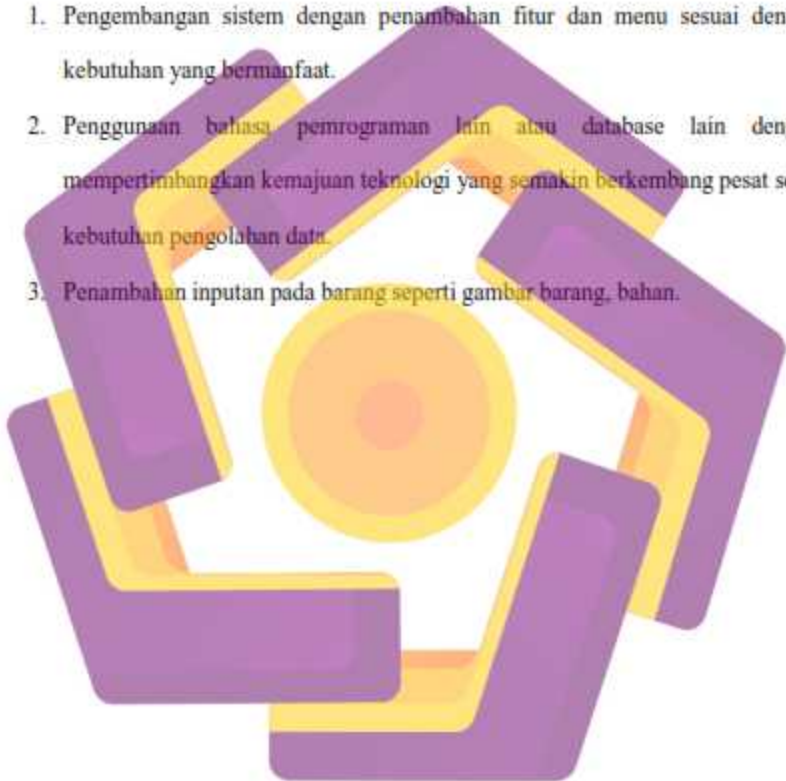 1. Pengembangan sistem dengan penambahan fitur dan menu sesuai den
kebutuhan yang bermanfaat.
2. Penggunaan bahasa pemrograman lain atau database lain den
mempertimbangkan kemajuan teknologi yang semakin berkembang pesat se
kebutuhan pengolahan data.
3. Penambahan inputan pada barang seperti gambar barang, bahan.